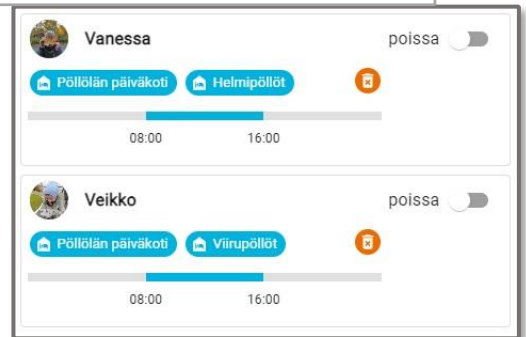 Vanessa poissa
Pöllölän päiväkoti Helmipöllöt
08:00 16:00
Veikko poissa
Pöllölän päiväkoti Viirupöllöt
08:00 16:00